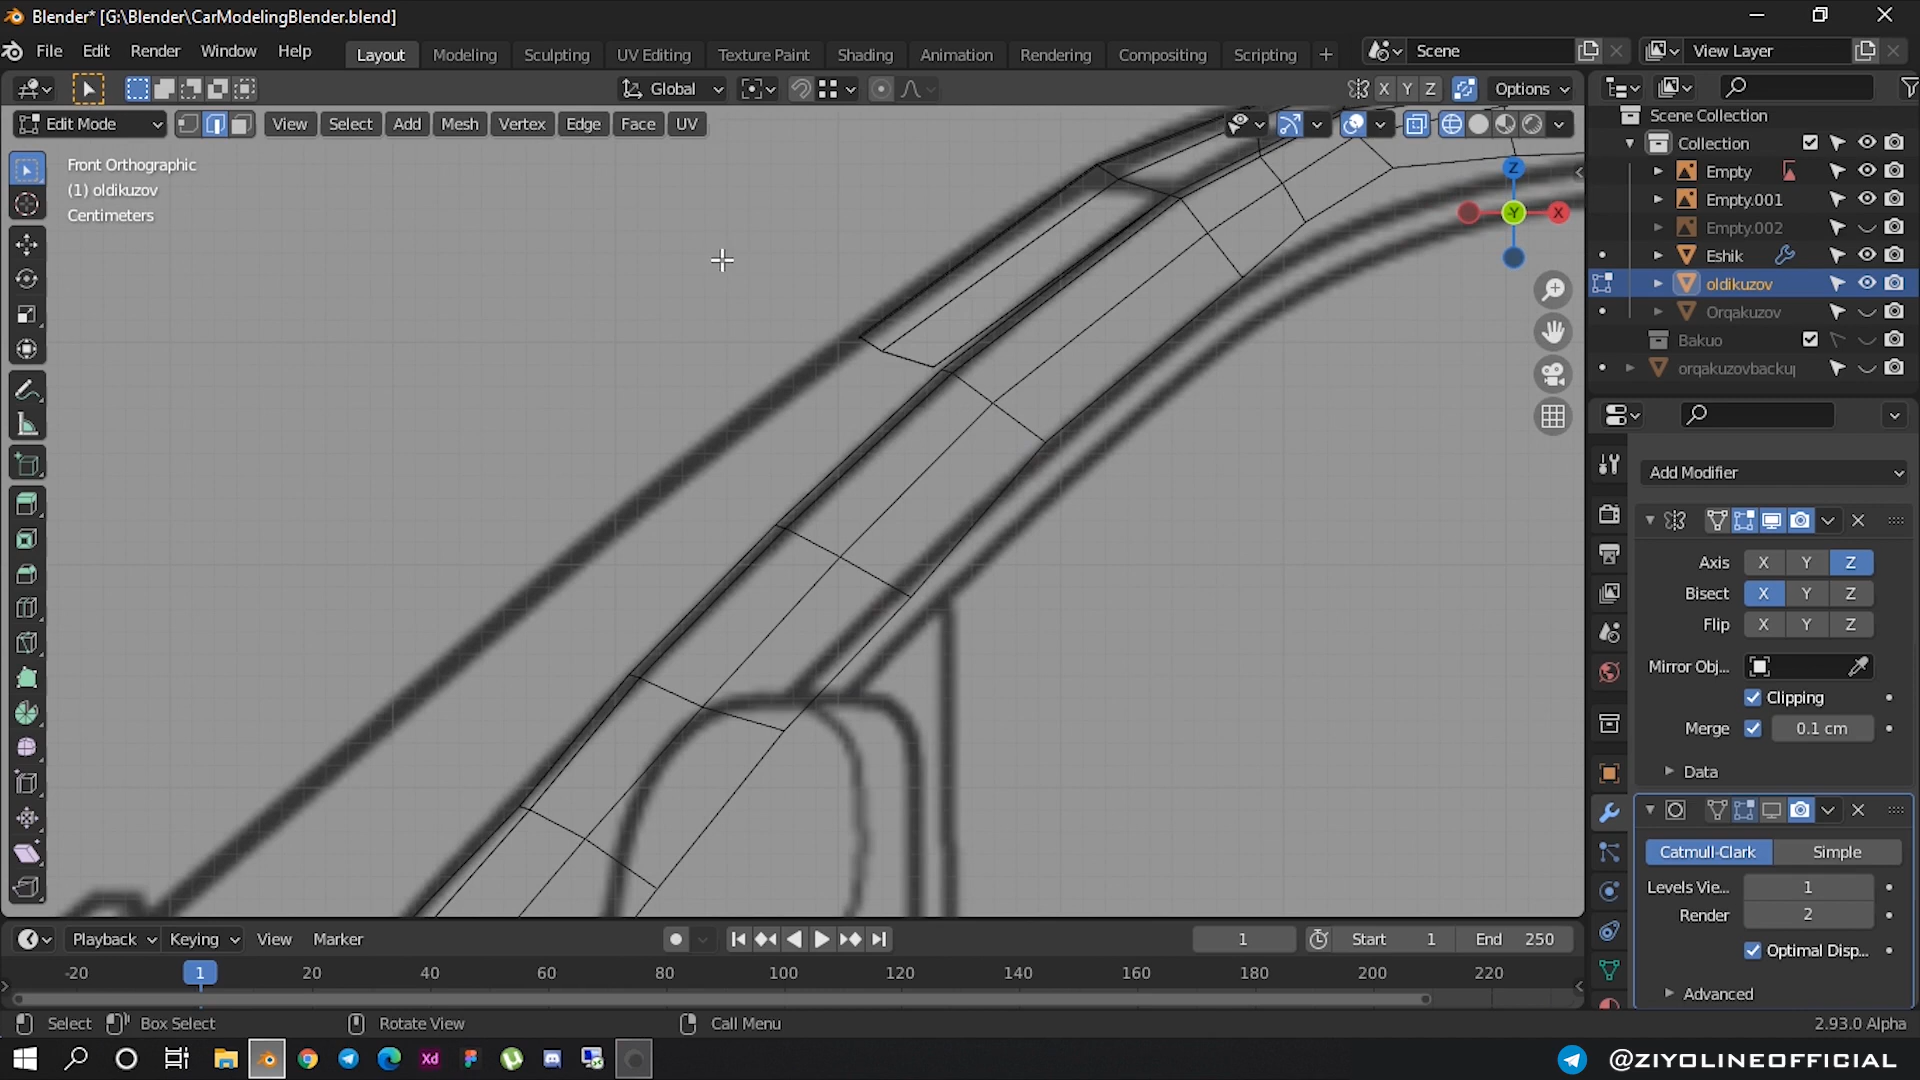 Blender* [G:\Blender\CarModelingBlender.blend]
File Edit Render Window Help Layout Modeling Sculpting UV Editing Texture Paint Shading Animation Rendering Compositing Scripting + Scene View Layer
Global X Y Z Options
Edit Mode View Select Add Mesh Vertex Edge Face UV
Front Orthographic
(1) oldikuzov
Centimeters
Z
-Y
X
Scene Collection
Collection
Empty
Empty.001
Empty.002
Eshik
oldikuzov
Orqakuzov
Bakuo
orqakuzovbackup
Add Modifier
Axis X Y Z
Bisect X Y Z
Flip X Y Z
Mirror Obj...
Clipping
Merge 0.1 cm
Data
Catmull-Clark Simple
Levels Vie... 1
Render 2
Optimal Disp...
Advanced
Playback Keying View Marker 1 Start 1 End 250
-20 1 20 40 60 80 100 120 140 160 180 200 220
Select Box Select Rotate View Call Menu 2.93.0 Alpha
Xd @ZIYOLINEOFFICIAL